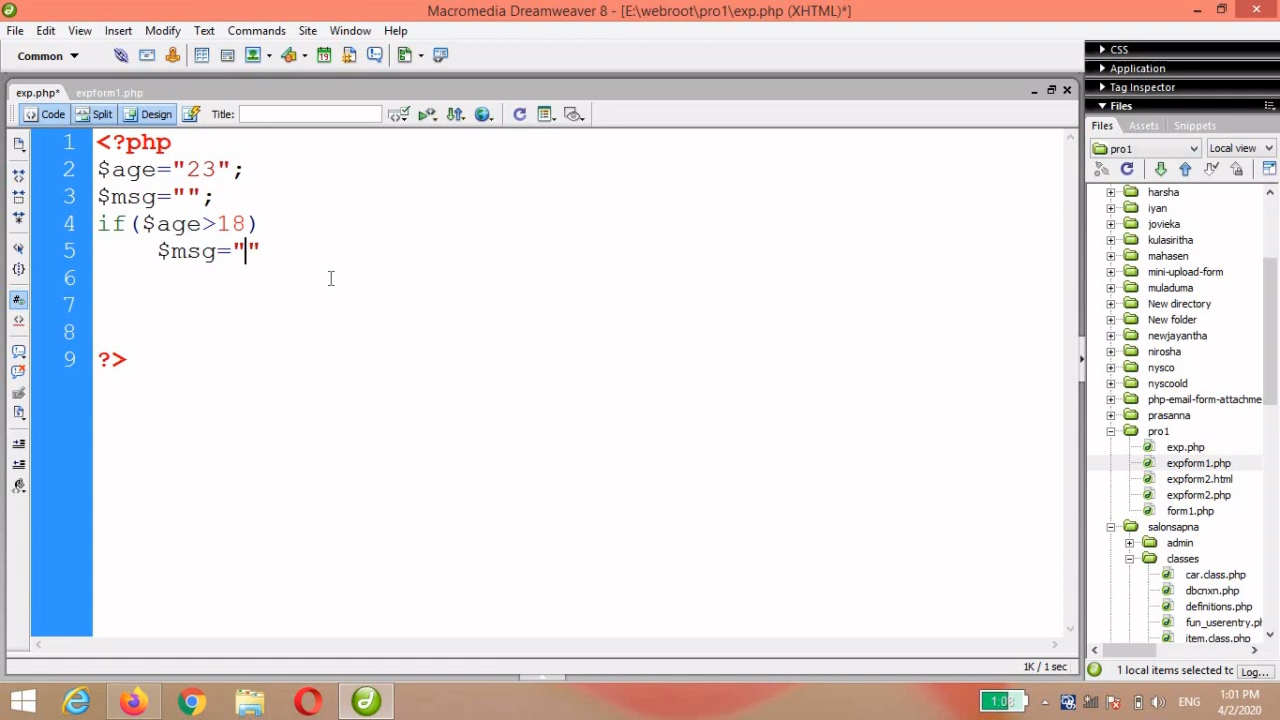 Macromedia Dreamweaver 8 - [E:\webroot\pro1\exp.php (XHTML)*]
File Edit View Insert Modify Text Commands Site Window Help
Common
CSS
Application
Tag Inspector
Files
exp.php* expform1.php
Code Split Design Title:
Files Assets Snippets
pro1 Local view
1 <?php
2 $age="23";
3 $msg="";
4 if($age>18)
5 $msg=""
6
7
8
9 ?>
harsha
iyan
jovieka
kulasiritha
mahasen
mini-upload-form
muladuma
New directory
New folder
newjayantha
nirosha
nysco
nyscoold
php-email-form-attachme
prasanna
pro1
exp.php
expform1.php
expform2.html
expform2.php
form1.php
salonsapna
admin
classes
car.class.php
dbcnxn.php
definitions.php
fun_userentry.ph
item.class.php
1K / 1 sec
1 local items selected to Log...
1:08
ENG
1:01 PM
4/2/2020